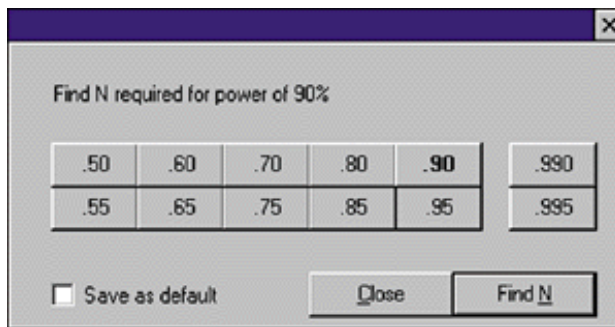 Find N required for power of 90%
.50 .60 .70 .80 .90 .990
.55 .65 .75 .85 .95 .995
Save as default Close Find N